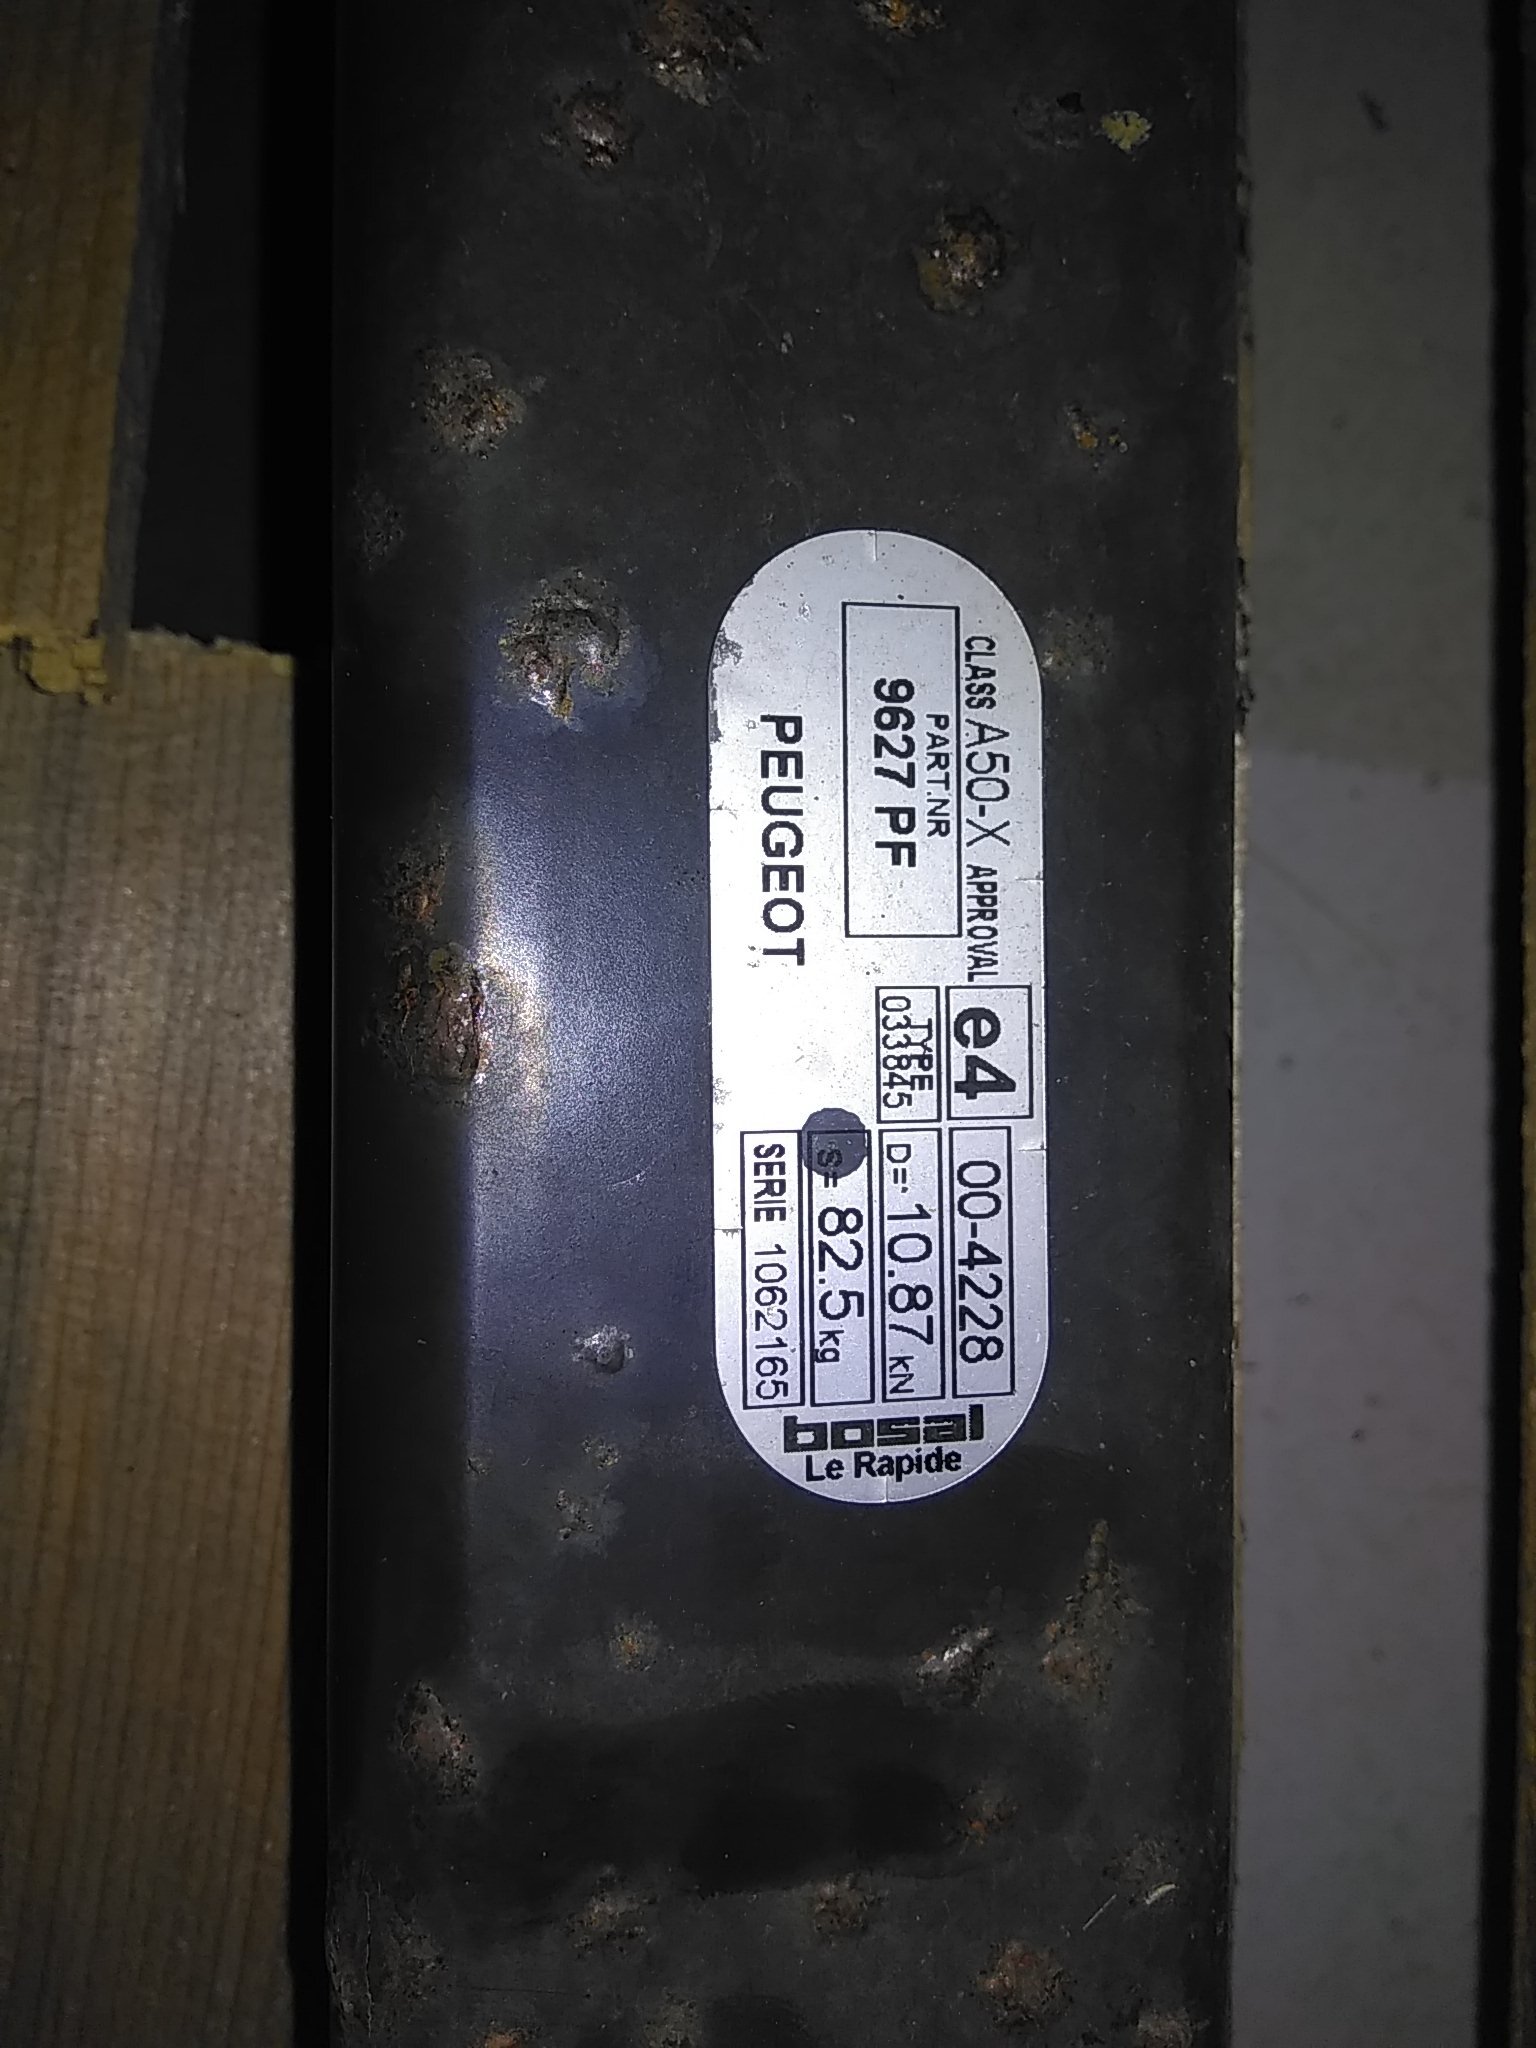 CLASS A50-X APPROVAL
e4
00-4228
PART.NR
9627 PF
TYPE
033845
D= 10.87 kN
S= 82.5 kg
PEUGEOT
SERIE 1062165
bosal
Le Rapide